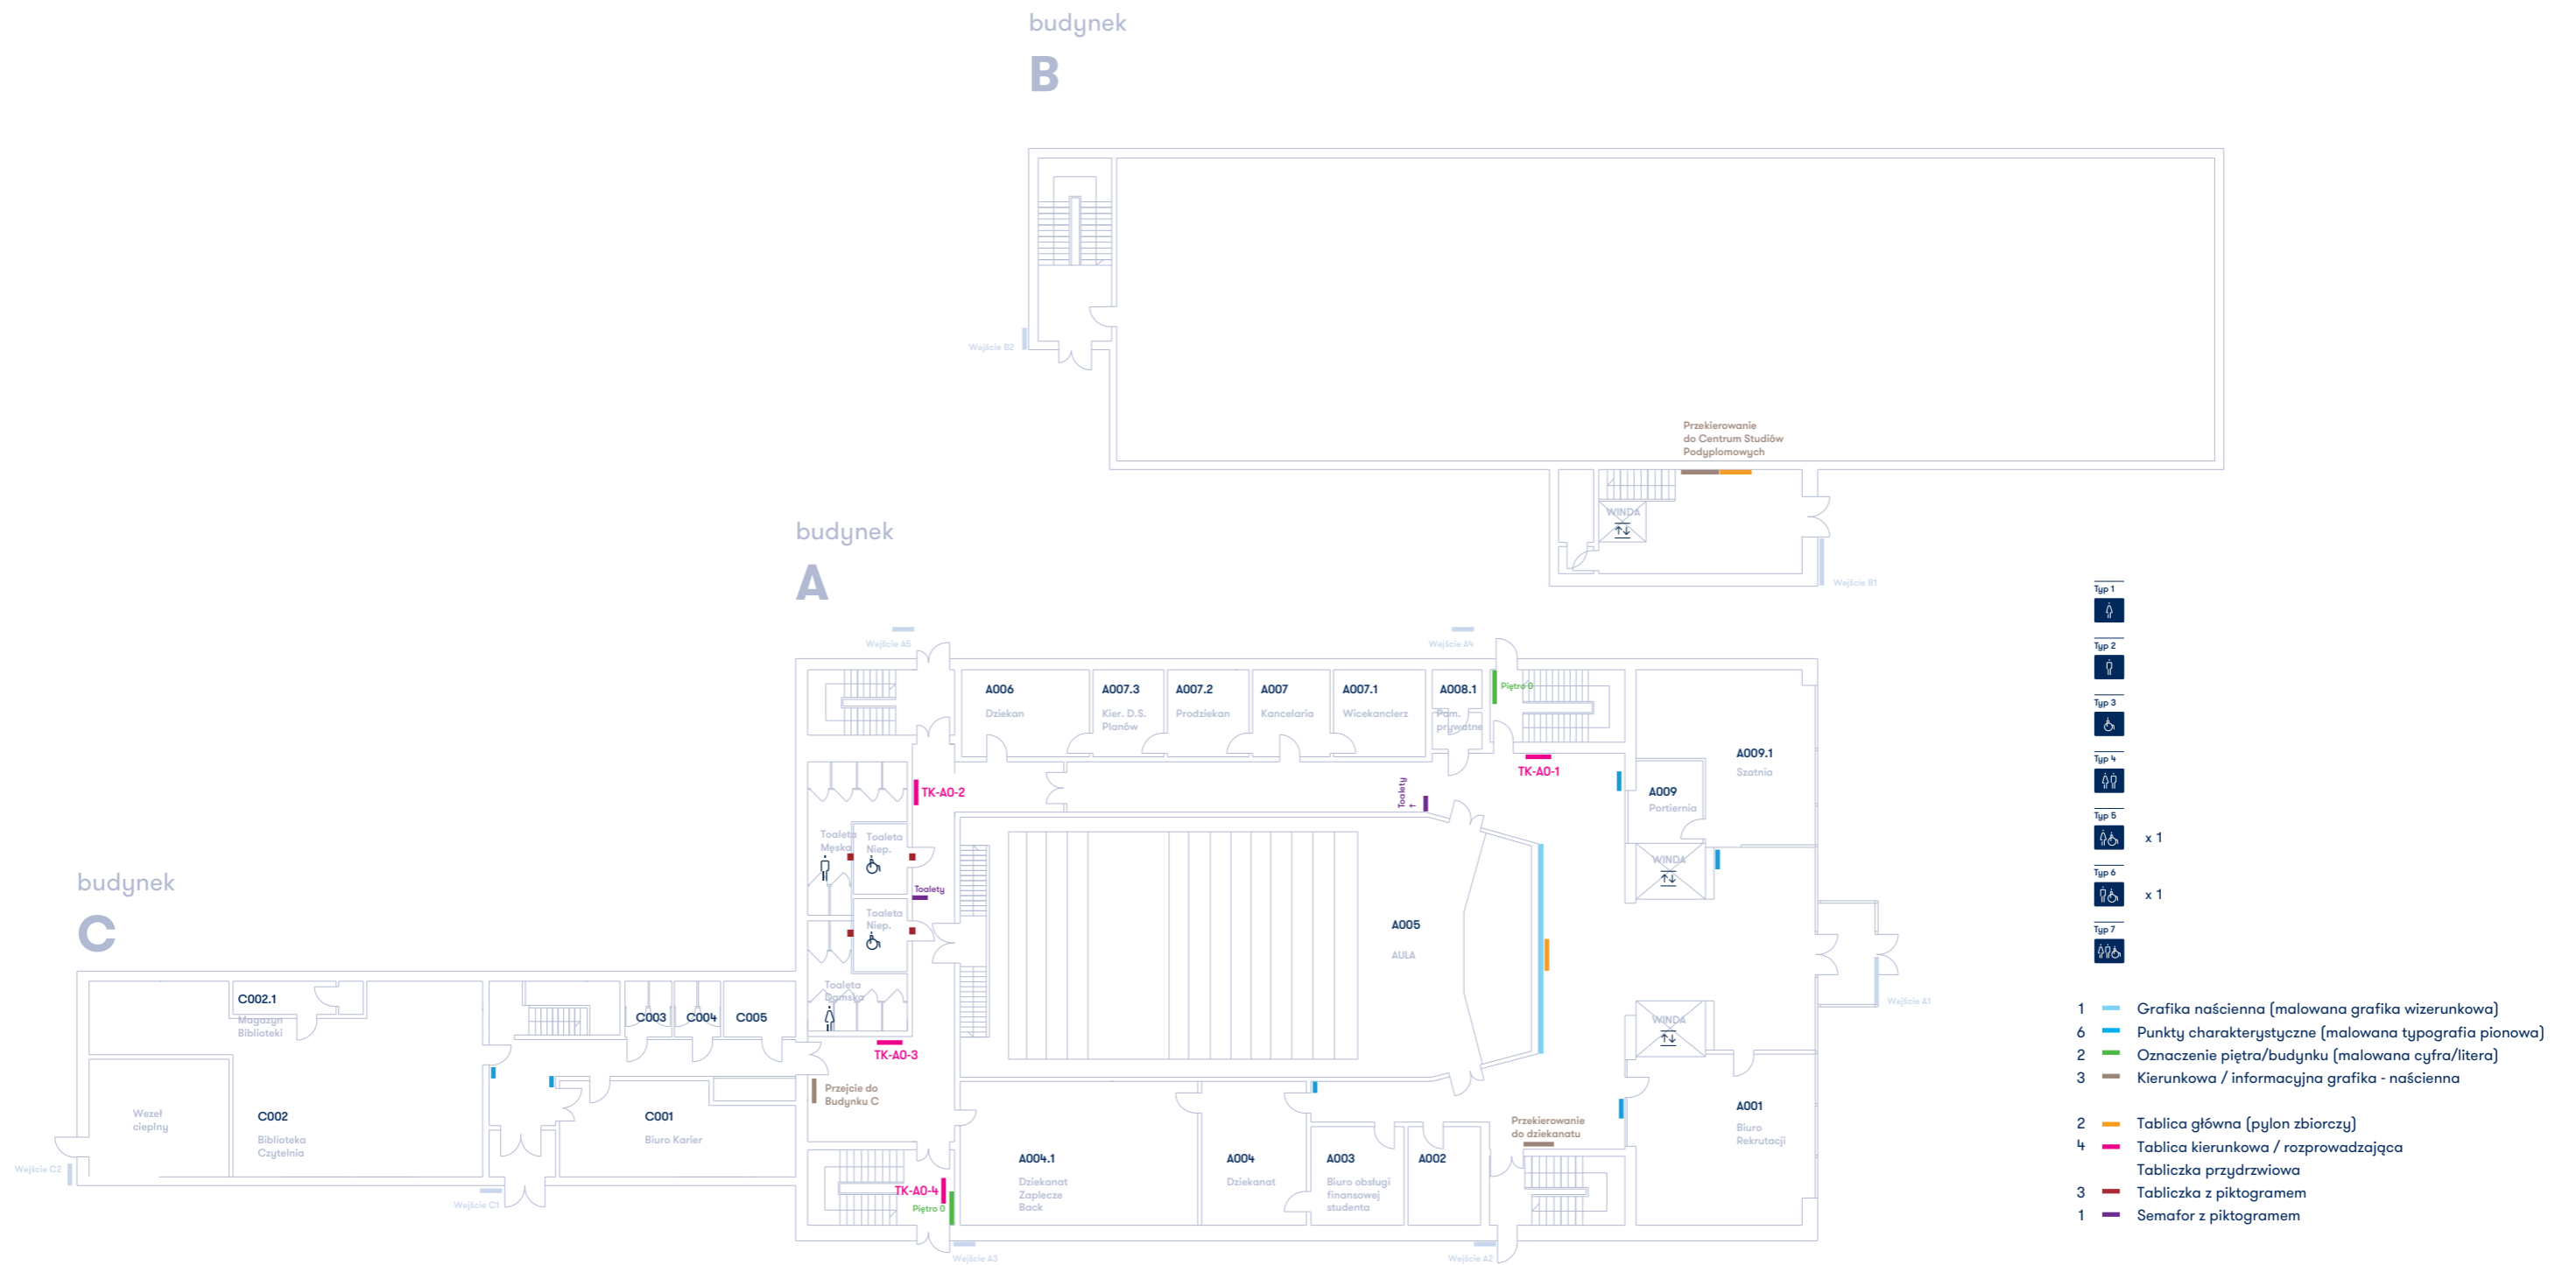 budynek
B
Wejście B2
Przekierowanie
do Centrum Studiów
Podyplomowych
WINDA
Wejście B1
budynek
A
Wejście A5
Wejście A4
A006
Dziekan
A007.3
Kier. D.S.
Planów
A007.2
Prodziekan
A007
Kancelaria
A007.1
Wicekanclerz
A008.1
Pom.
prywatne
Piętro 0
TK-A0-1
TK-A0-2
Toalety
↑
A009.1
Szatnia
A009
Portiernia
Toaleta
Męska
Toaleta
Niep.
WINDA
Toalety
Toaleta
Niep.
A005
AULA
Toaleta
Damska
WINDA
Wejście A1
TK-A0-3
Przejcie do
Budynku C
A001
Biuro
Rekrutacji
Przekierowanie
do dziekanatu
A004.1
Dziekanat
Zaplecze
Back
A004
Dziekanat
A003
Biuro obsługi
finansowej
studenta
A002
TK-A0-4
Piętro 0
Wejście A3
Wejście A2
budynek
C
C002.1
Magazyn
Biblioteki
C003
C004
C005
Wezeł
cieplny
C002
Biblioteka
Czytelnia
C001
Biuro Karier
Wejście C2
Wejście C1
Typ 1
Typ 2
Typ 3
Typ 4
Typ 5
x 1
Typ 6
x 1
Typ 7
1 Grafika naścienna (malowana grafika wizerunkowa)
6 Punkty charakterystyczne (malowana typografia pionowa)
2 Oznaczenie piętra/budynku (malowana cyfra/litera)
3 Kierunkowa / informacyjna grafika - naścienna
2 Tablica główna (pylon zbiorczy)
4 Tablica kierunkowa / rozprowadzająca
Tabliczka przydrzwiowa
3 Tabliczka z piktogramem
1 Semafor z piktogramem